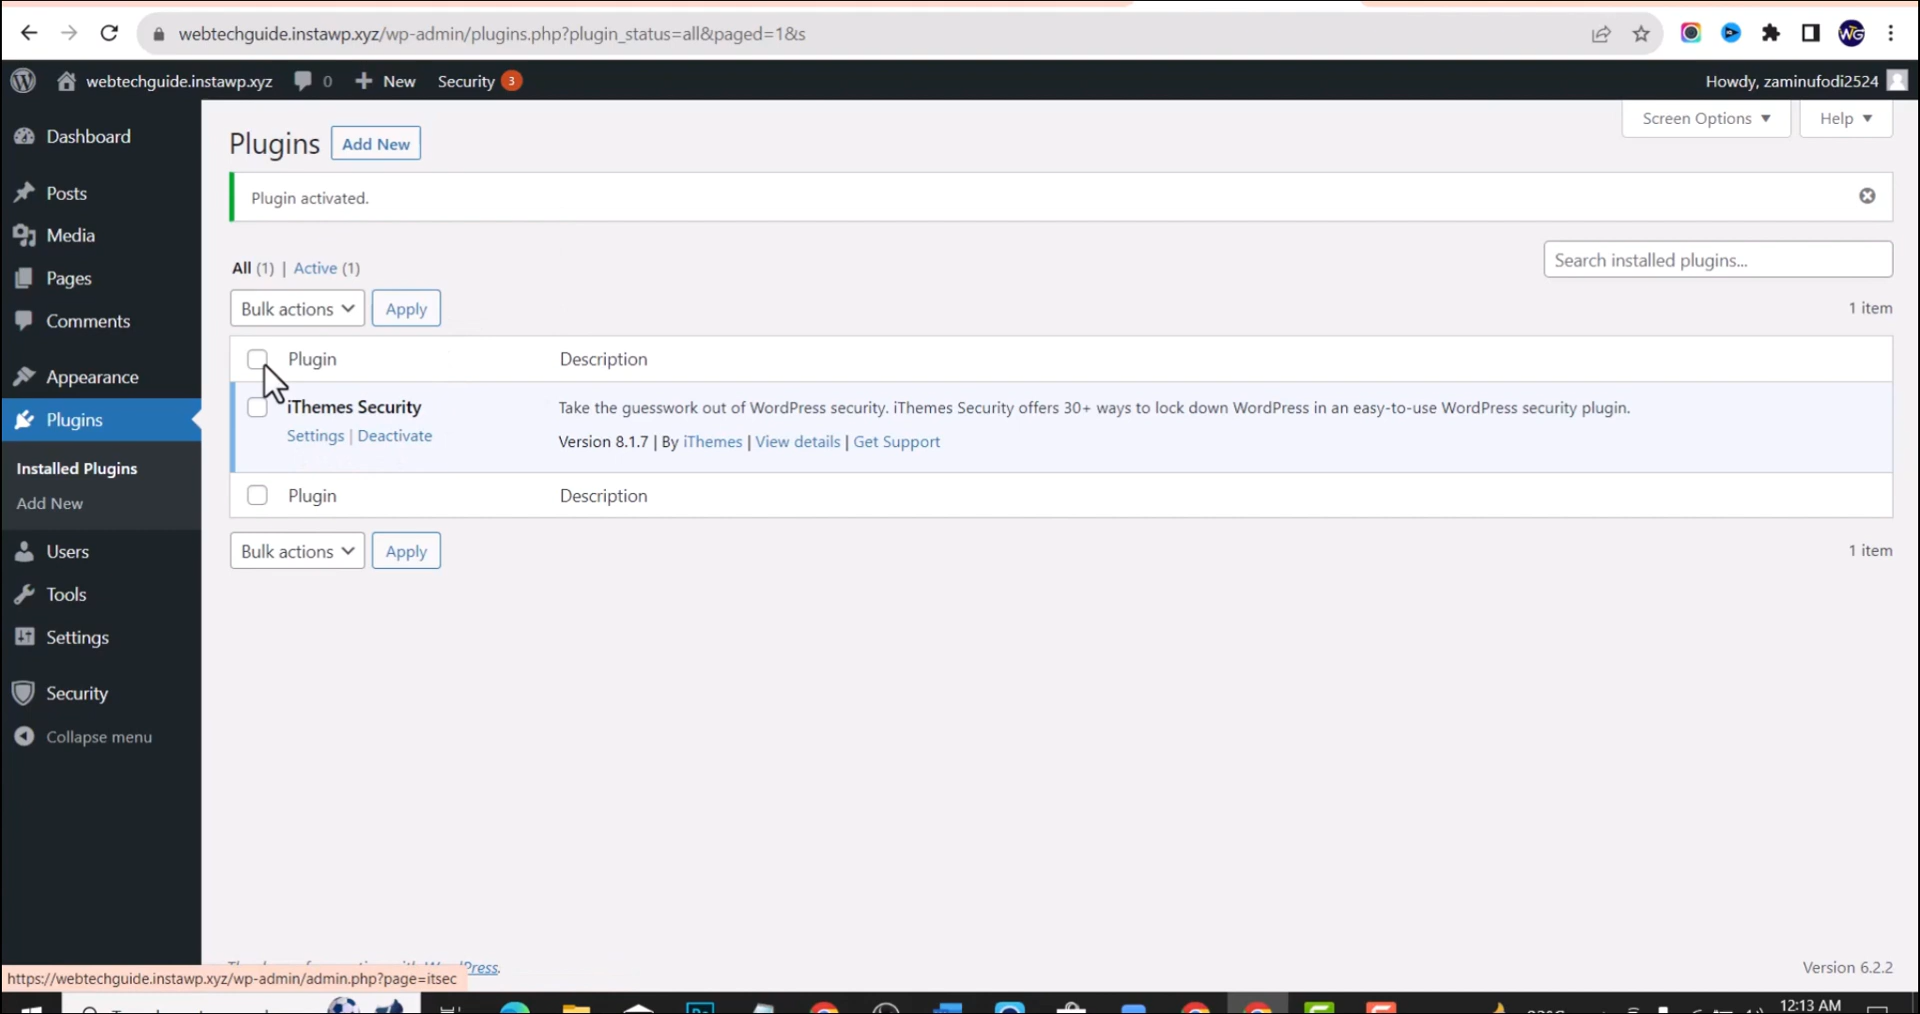 webtechguide.instawp.xyz/wp-admin/plugins.php?plugin_status=all&paged=1&s
WG
webtechguide.instawp.xyz 0 New Security 3
Howdy, zaminufodi2524
Dashboard
Posts
Media
Pages
Comments
Appearance
Plugins
Installed Plugins
Add New
Users
Tools
Settings
Security
Collapse menu
Screen Options Help
Plugins Add New
Plugin activated.
All (1) | Active (1)
Search installed plugins...
Bulk actions Apply
1 item
Plugin Description
iThemes Security
Settings | Deactivate
Take the guesswork out of WordPress security. iThemes Security offers 30+ ways to lock down WordPress in an easy-to-use WordPress security plugin.
Version 8.1.7 | By iThemes | View details | Get Support
Plugin Description
Bulk actions Apply
1 item
Version 6.2.2
https://webtechguide.instawp.xyz/wp-admin/admin.php?page=itsec
12:13 AM